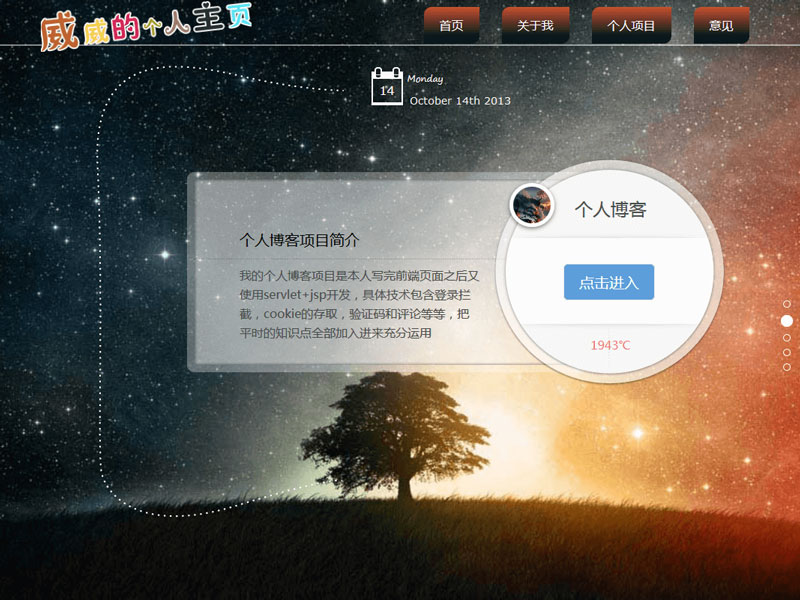 威威的个人主页
首页 关于我 个人项目 意见
Monday
14
October 14th 2013
个人博客
个人博客项目简介
我的个人博客项目是本人写完前端页面之后又
使用servlet+jsp开发，具体技术包含登录拦
截，cookie的存取，验证码和评论等等，把
平时的知识点全部加入进来充分运用
点击进入
1943℃